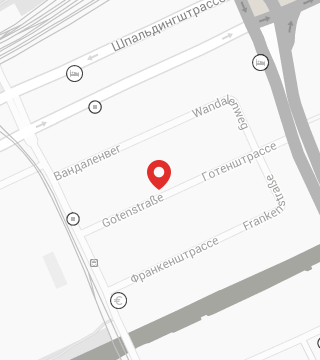 Шпальдингштрассе
Wandalenweg
Вандаленвег
Готенштрассе
Gotenstraße
Frankenstraße
Франкенштрассе
€